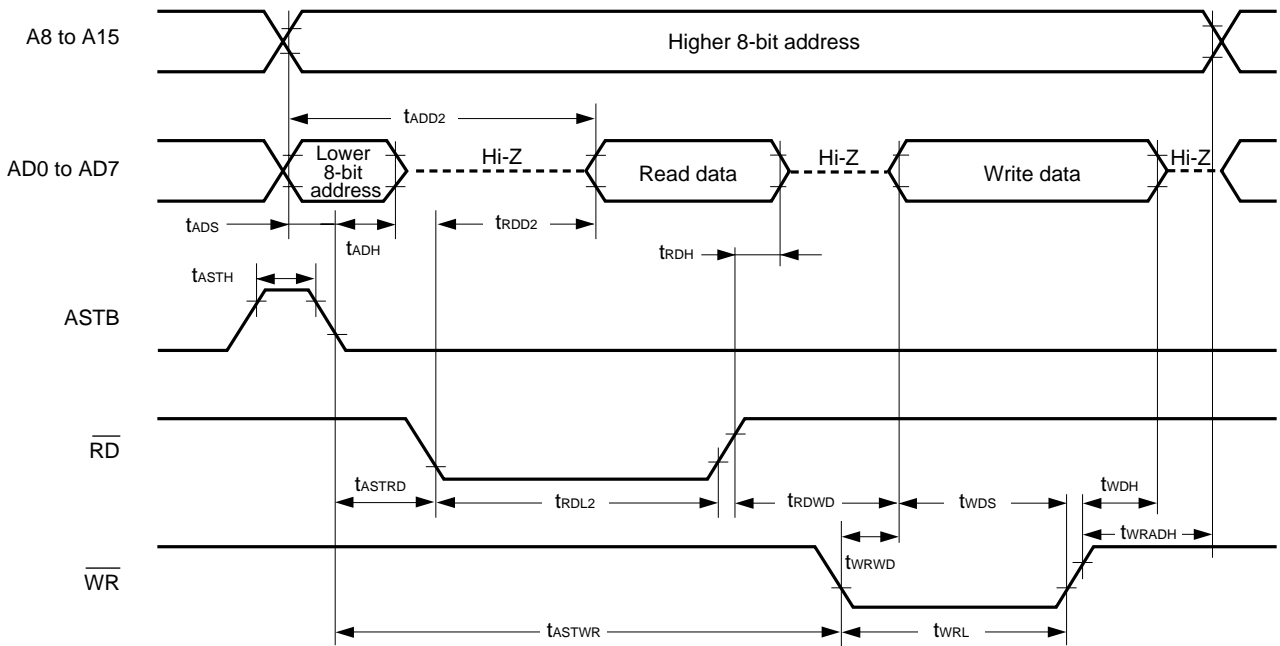 A8 to A15
Higher 8-bit address
tADD2
AD0 to AD7
Lower
8-bit
address
Hi-Z
Read data
Hi-Z
Write data
Hi-Z
tADS
tADH
tRDD2
tRDH
tASTH
ASTB
RD
tASTRD
tRDL2
tRDWD
tWDS
tWDH
tWRADH
tWRWD
WR
tASTWR
tWRL